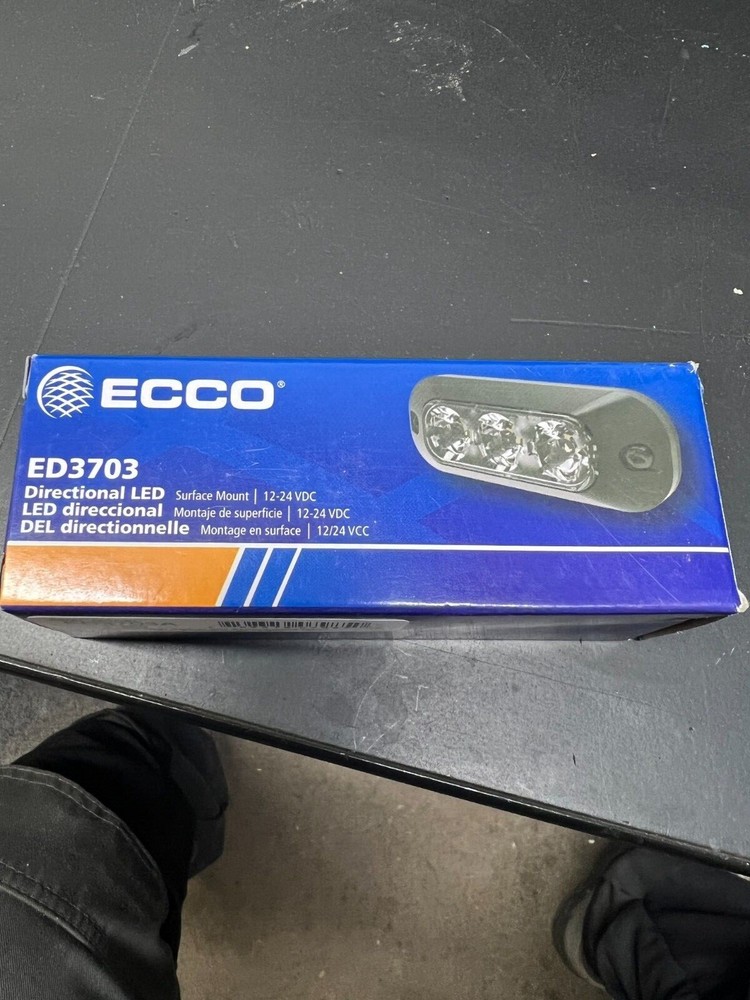 ECCO®
ED3703
Directional LED Surface Mount | 12-24 VDC
LED direccional Montaje de superficie | 12-24 VDC
DEL directionnelle Montage en surface | 12/24 VCC